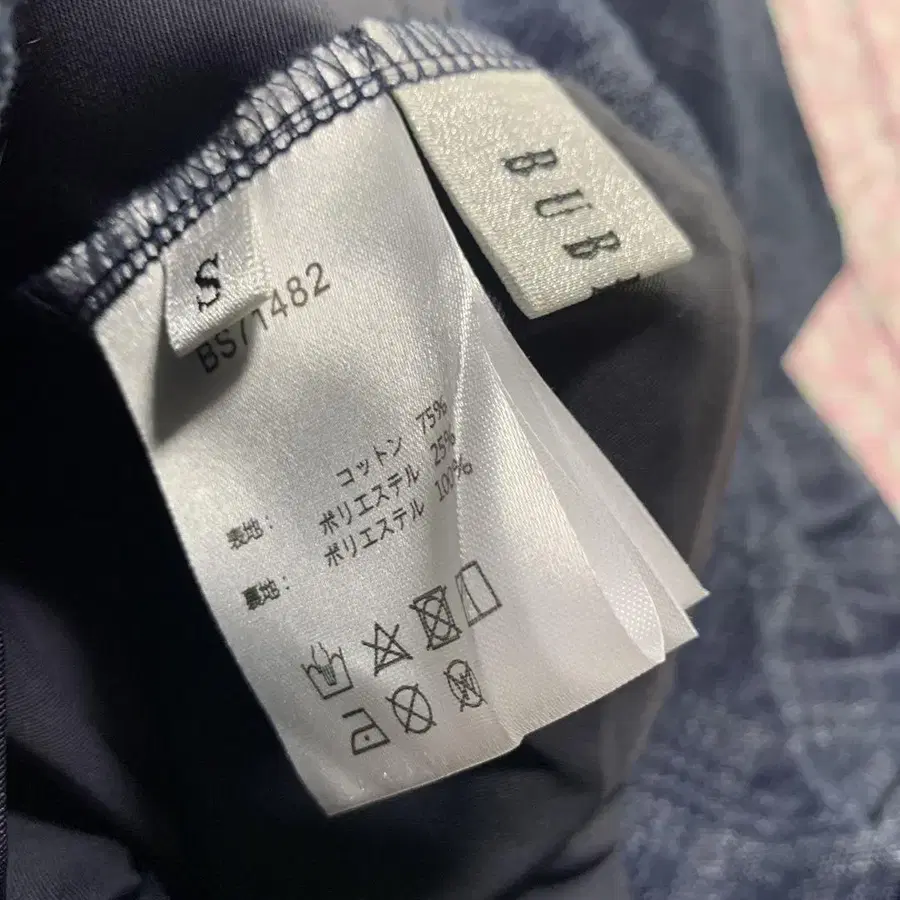 S
BS71482
表地： コットン 75%
ポリエステル 25%
裏地： ポリエステル 100%